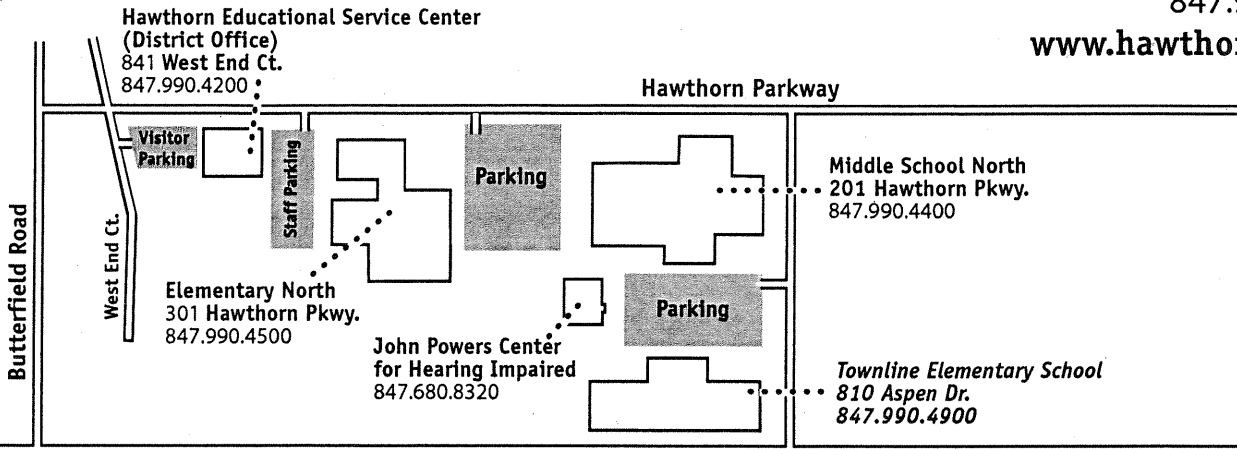 Hawthorn Educational Service Center
(District Office)
841 West End Ct.
847.990.4200
847.
www.hawtho
Hawthorn Parkway
Visitor
Parking
Staff Parking
Parking
Middle School North
201 Hawthorn Pkwy.
847.990.4400
Butterfield Road
West End Ct.
Elementary North
301 Hawthorn Pkwy.
847.990.4500
John Powers Center
for Hearing Impaired
847.680.8320
Parking
Townline Elementary School
810 Aspen Dr.
847.990.4900